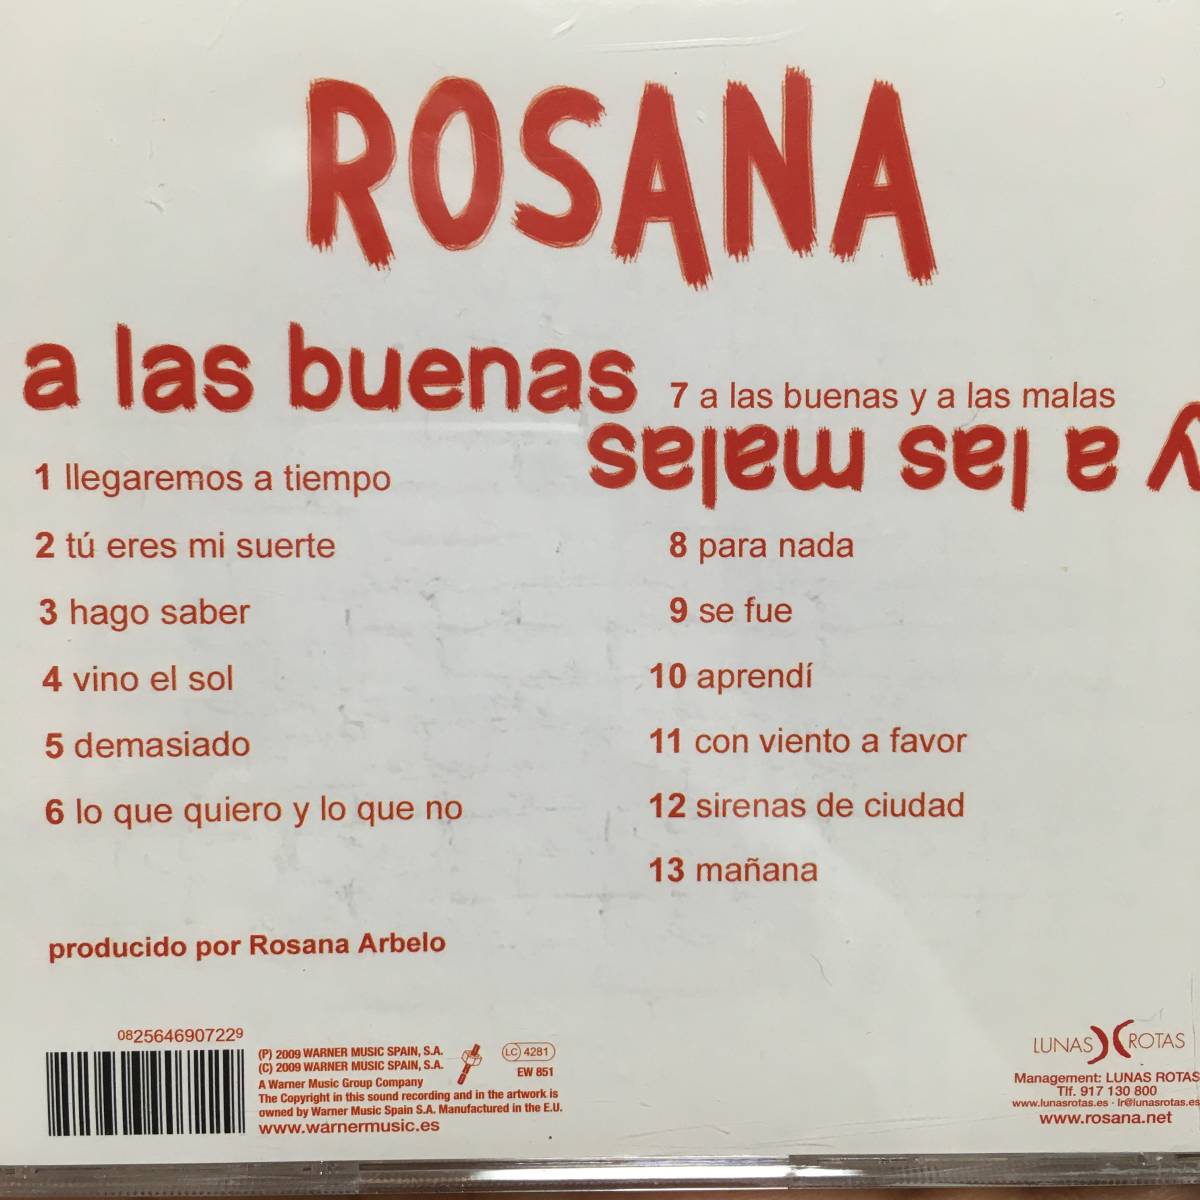 ROSANA
a las buenas
y a las malas
1 llegaremos a tiempo
2 tú eres mi suerte
3 hago saber
4 vino el sol
5 demasiado
6 lo que quiero y lo que no
7 a las buenas y a las malas
8 para nada
9 se fue
10 aprendí
11 con viento a favor
12 sirenas de ciudad
13 mañana
producido por Rosana Arbelo
0825646907229
(P) 2009 WARNER MUSIC SPAIN, S.A.
(C) 2009 WARNER MUSIC SPAIN, S.A.
A Warner Music Group Company
The Copyright in this sound recording and in the artwork is
owned by Warner Music Spain S.A. Manufactured in the E.U.
www.warnermusic.es
LC 4281
EW 851
LUNAS ROTAS
Management: LUNAS ROTAS
Tlf. 917 130 800
www.lunasrotas.es · lr@lunasrotas.es
www.rosana.net